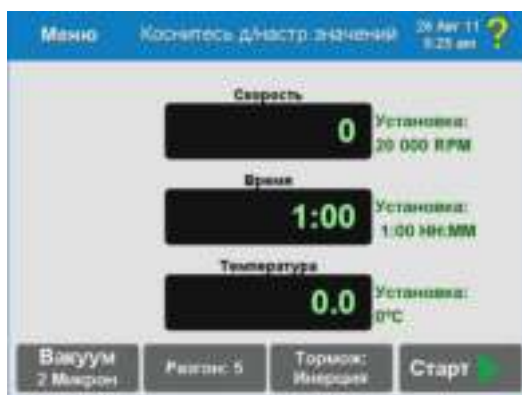 Меню
Коснитесь д/настр.значений
26 Авг 11
9:25 am
?
Скорость
0
Установка:
20 000 RPM
Время
1:00
Установка:
1:00 HH:MM
Температура
0.0
Установка:
0°C
Вакуум
2 Микрон
Разгон: 5
Тормож:
Инерция
Старт